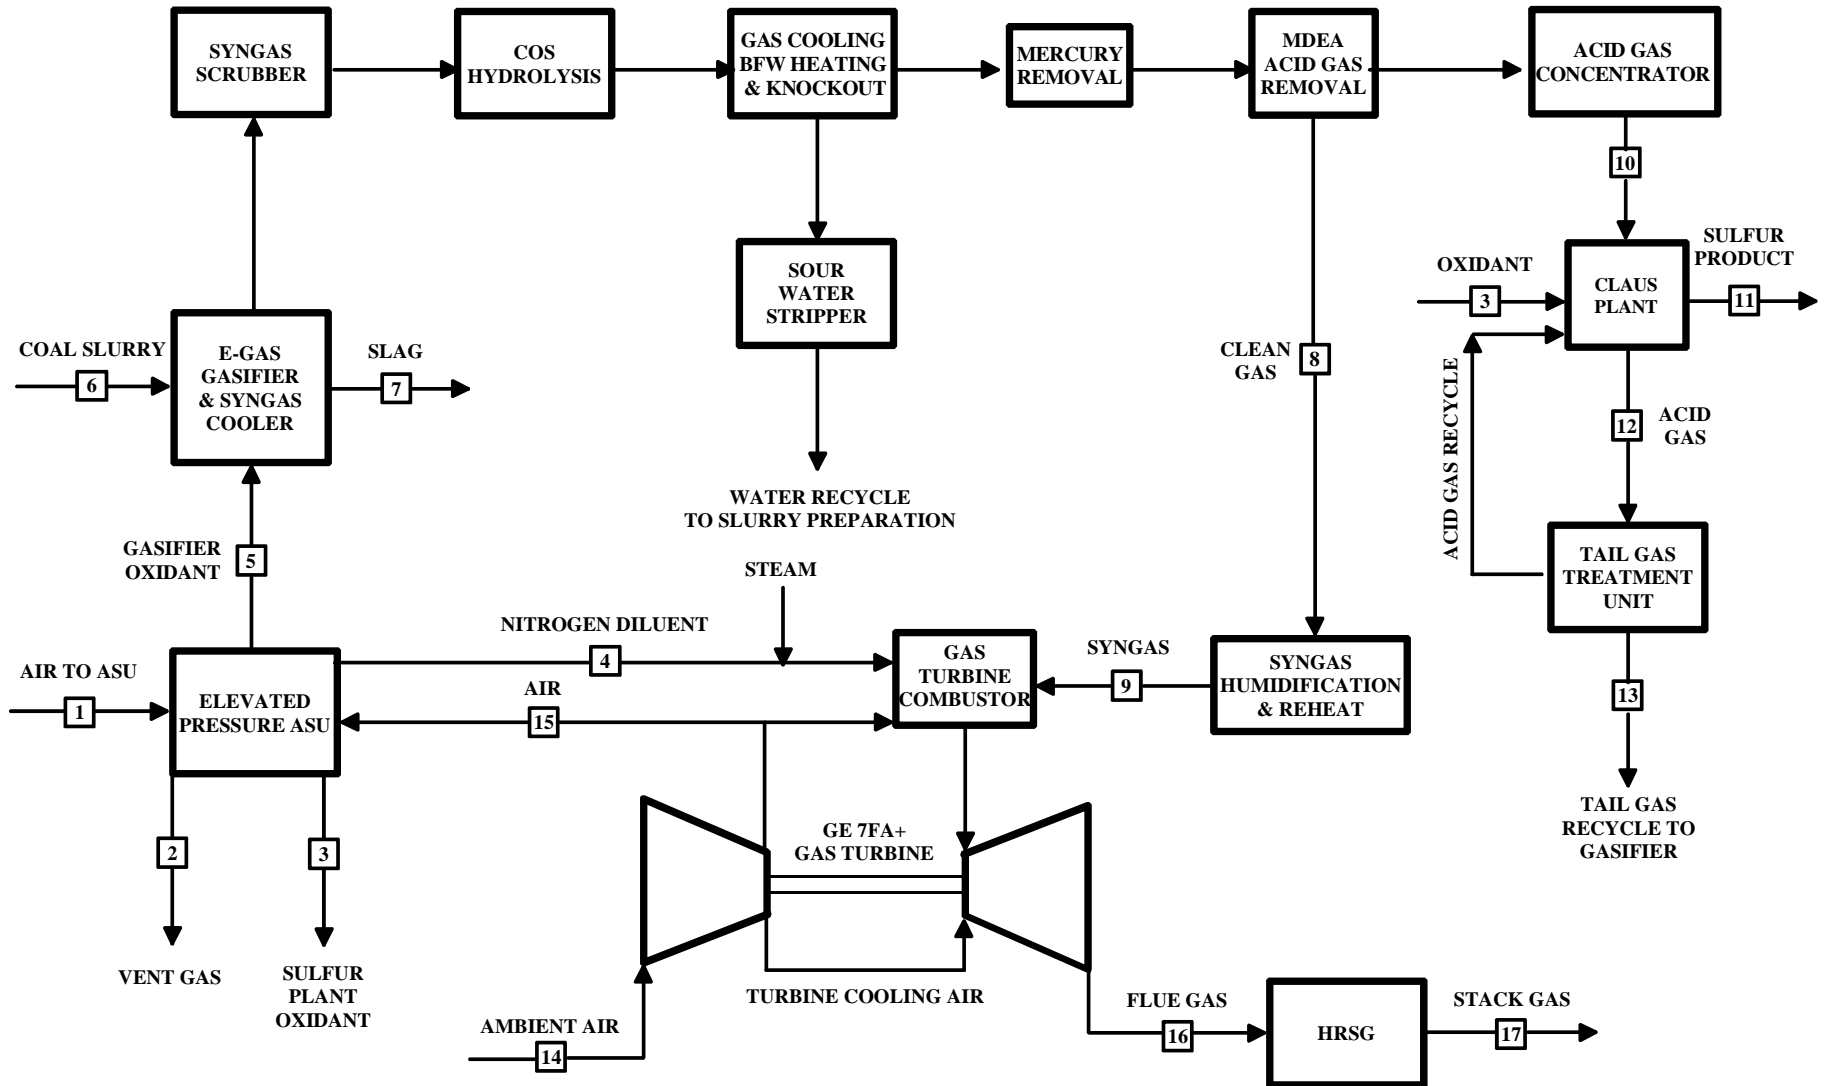 SYNGAS
SCRUBBER
COS
HYDROLYSIS
GAS COOLING
BFW HEATING
& KNOCKOUT
MERCURY
REMOVAL
MDEA
ACID GAS
REMOVAL
ACID GAS
CONCENTRATOR
10
SOUR
WATER
STRIPPER
OXIDANT
3
CLAUS
PLANT
SULFUR
PRODUCT
11
COAL SLURRY
6
E-GAS
GASIFIER
& SYNGAS
COOLER
SLAG
7
CLEAN
GAS
8
ACID GAS RECYCLE
12
ACID
GAS
WATER RECYCLE
TO SLURRY PREPARATION
GASIFIER
OXIDANT
5
STEAM
TAIL GAS
TREATMENT
UNIT
NITROGEN DILUENT
4
GAS
TURBINE
COMBUSTOR
SYNGAS
9
SYNGAS
HUMIDIFICATION
& REHEAT
AIR TO ASU
1
ELEVATED
PRESSURE ASU
AIR
15
13
TAIL GAS
RECYCLE TO
GASIFIER
2
3
GE 7FA+
GAS TURBINE
VENT GAS
SULFUR
PLANT
OXIDANT
TURBINE COOLING AIR
AMBIENT AIR
14
FLUE GAS
16
HRSG
STACK GAS
17